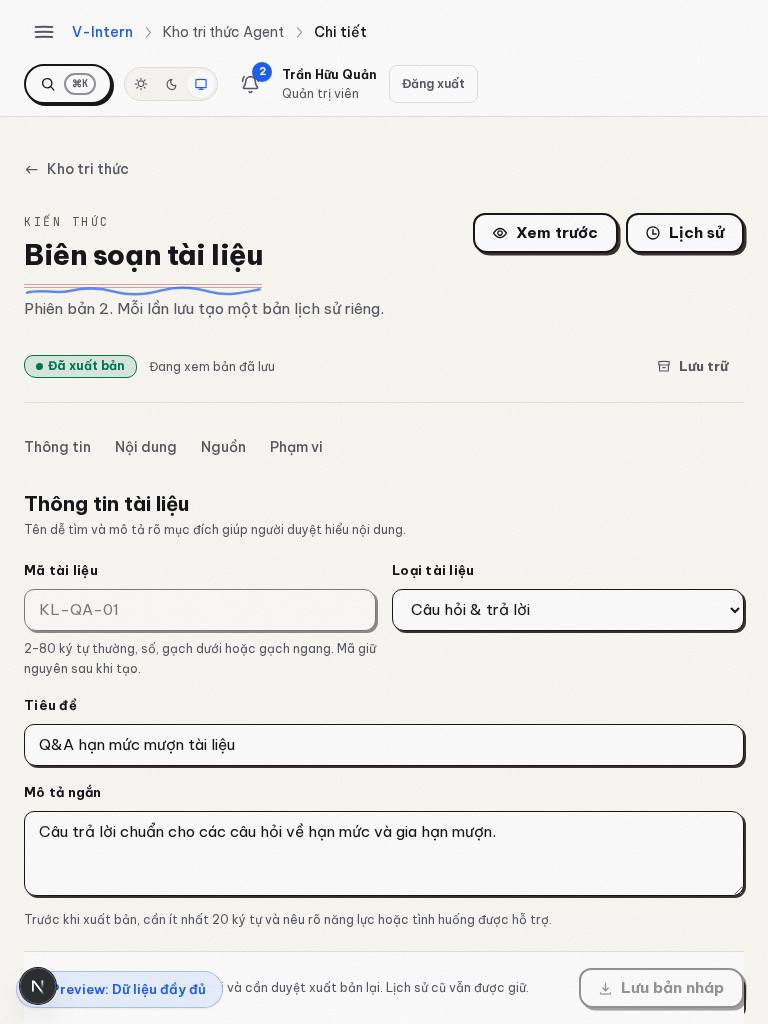 V-Intern > Kho tri thức Agent > Chi tiết
⌘K
2
Trần Hữu Quản
Quản trị viên
Đăng xuất
← Kho tri thức
KIẾN THỨC
Biên soạn tài liệu
Xem trước
Lịch sử
Phiên bản 2. Mỗi lần lưu tạo một bản lịch sử riêng.
Đã xuất bản
Đang xem bản đã lưu
Lưu trữ
Thông tin Nội dung Nguồn Phạm vi
Thông tin tài liệu
Tên dễ tìm và mô tả rõ mục đích giúp người duyệt hiểu nội dung.
Mã tài liệu
Loại tài liệu
KL-QA-01
Câu hỏi & trả lời
2–80 ký tự thường, số, gạch dưới hoặc gạch ngang. Mã giữ
nguyên sau khi tạo.
Tiêu đề
Q&A hạn mức mượn tài liệu
Mô tả ngắn
Câu trả lời chuẩn cho các câu hỏi về hạn mức và gia hạn mượn.
Trước khi xuất bản, cần ít nhất 20 ký tự và nêu rõ năng lực hoặc tình huống được hỗ trợ.
N
Preview: Dữ liệu đầy đủ
và cần duyệt xuất bản lại. Lịch sử cũ vẫn được giữ.
Lưu bản nháp